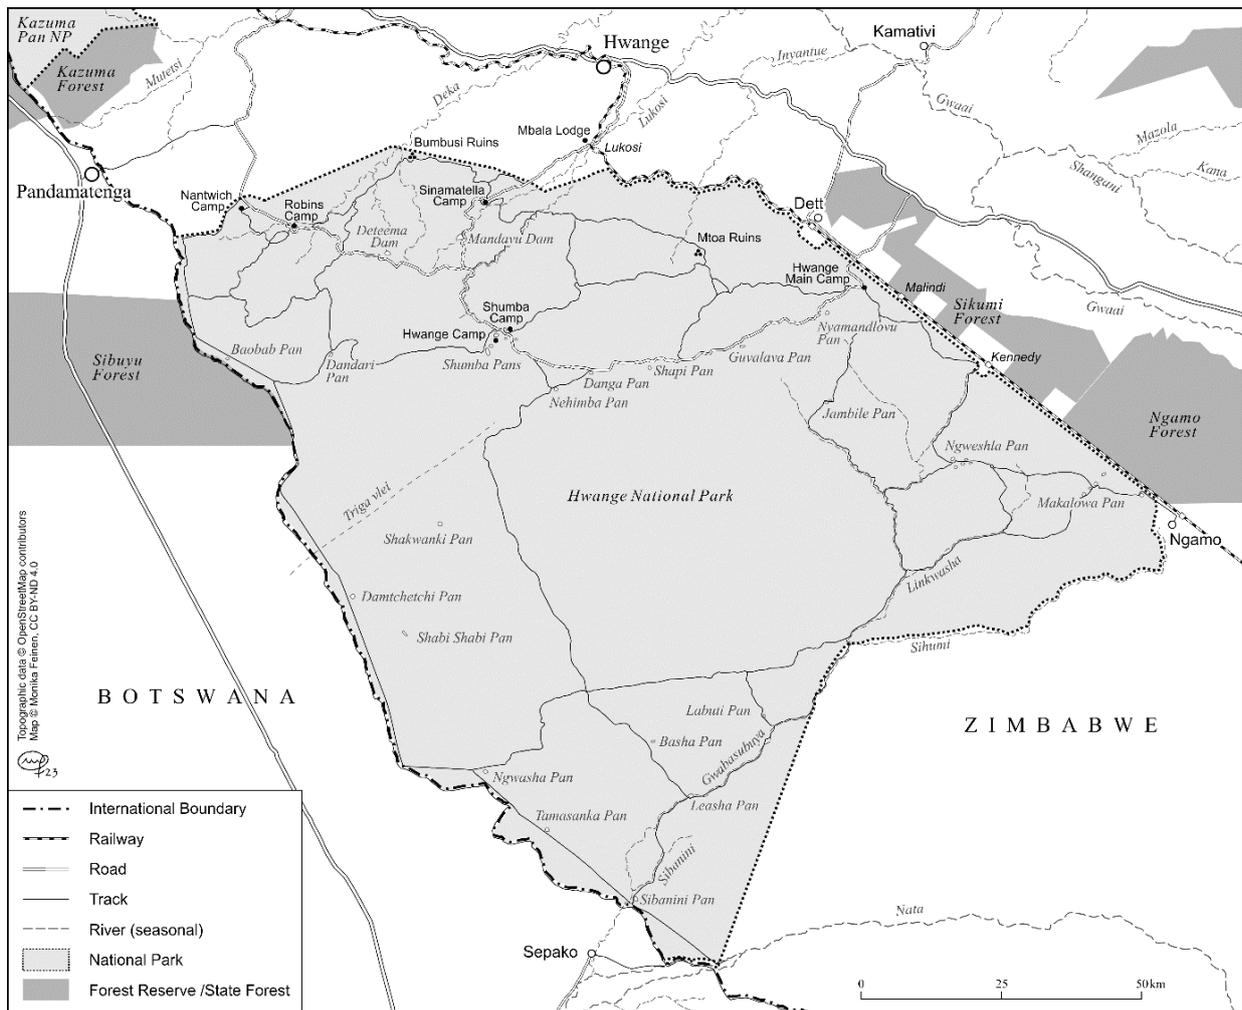 Kazuma
Pan NP
Kazuma
Forest
Mutetsi
Deka
Hwange
Lukosi
Inyantue
Kamativi
Gwaai
Mazola
Kana
Shangani
Gwaai
Pandamatenga
Bumbusi Ruins
Mbala Lodge
Lukosi
Nantwich
Camp
Robins
Camp
Sinamatella
Camp
Deteema
Dam
Mandavu Dam
Mtoa Ruins
Dett
Hwange
Main Camp
Malindi
Sikumi
Forest
Kennedy
Ngamo
Forest
Shumba
Camp
Hwange Camp
Shumba Pans
Nyamandlovu
Pan
Guvalava Pan
Shapi Pan
Danga Pan
Nehimba Pan
Sibuyu
Forest
Baobab Pan
Dandari
Pan
Jambile Pan
Ngweshla Pan
Makalowa Pan
Ngamo
Hwange National Park
Triga vlei
Shakwanki Pan
Damtchetchi Pan
Shabi Shabi Pan
Linkwasha
Sihumi
BOTSWANA
ZIMBABWE
Labuti Pan
Basha Pan
Gwabasubuya
Leasha Pan
Ngwasha Pan
Tamasanka Pan
Sibanini
Sibanini Pan
Sepako
Nata
Topographic data © OpenStreetMap contributors
Map © Monika Feinen, CC BY-ND 4.0
23
International Boundary
Railway
Road
Track
River (seasonal)
National Park
Forest Reserve /State Forest
0 25 50 km